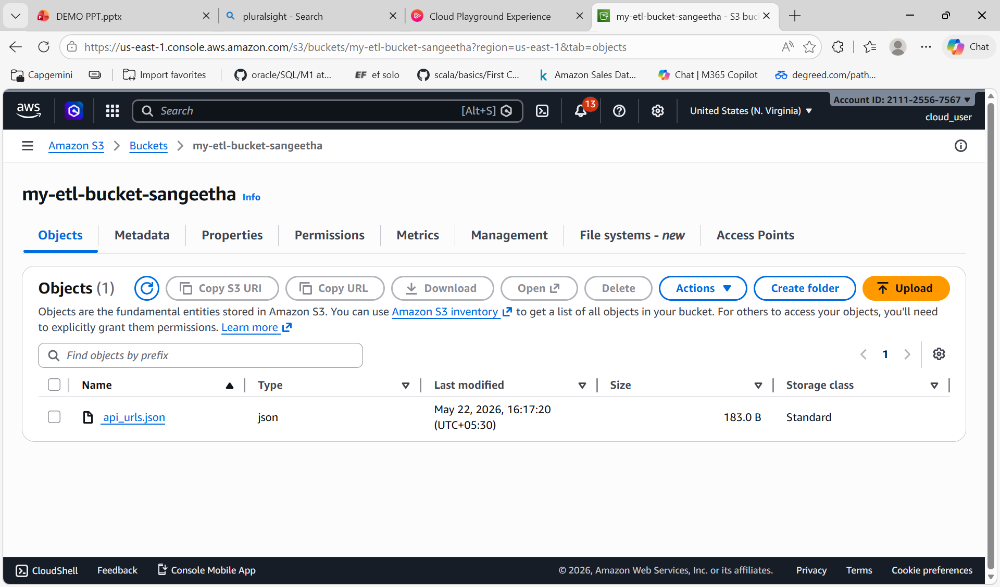 DEMO PPT.pptx
pluralsight - Search
Cloud Playground Experience
my-etl-bucket-sangeetha - S3 buc
https://us-east-1.console.aws.amazon.com/s3/buckets/my-etl-bucket-sangeetha?region=us-east-1&tab=objects
Chat
Capgemini
Import favorites
oracle/SQL/M1 at...
EF ef solo
scala/basics/First C...
Amazon Sales Dat...
Chat | M365 Copilot
degreed.com/path...
aws
Search
[Alt+S]
13
United States (N. Virginia)
Account ID: 2111-2556-7567
cloud_user
Amazon S3
Buckets
my-etl-bucket-sangeetha
my-etl-bucket-sangeetha Info
Objects
Metadata
Properties
Permissions
Metrics
Management
File systems - new
Access Points
Objects (1)
Copy S3 URI
Copy URL
Download
Open
Delete
Actions
Create folder
Upload
Objects are the fundamental entities stored in Amazon S3. You can use Amazon S3 inventory to get a list of all objects in your bucket. For others to access your objects, you'll need
to explicitly grant them permissions. Learn more
Find objects by prefix
1
Name
Type
Last modified
Size
Storage class
api_urls.json
json
May 22, 2026, 16:17:20
(UTC+05:30)
183.0 B
Standard
CloudShell
Feedback
Console Mobile App
© 2026, Amazon Web Services, Inc. or its affiliates.
Privacy
Terms
Cookie preferences